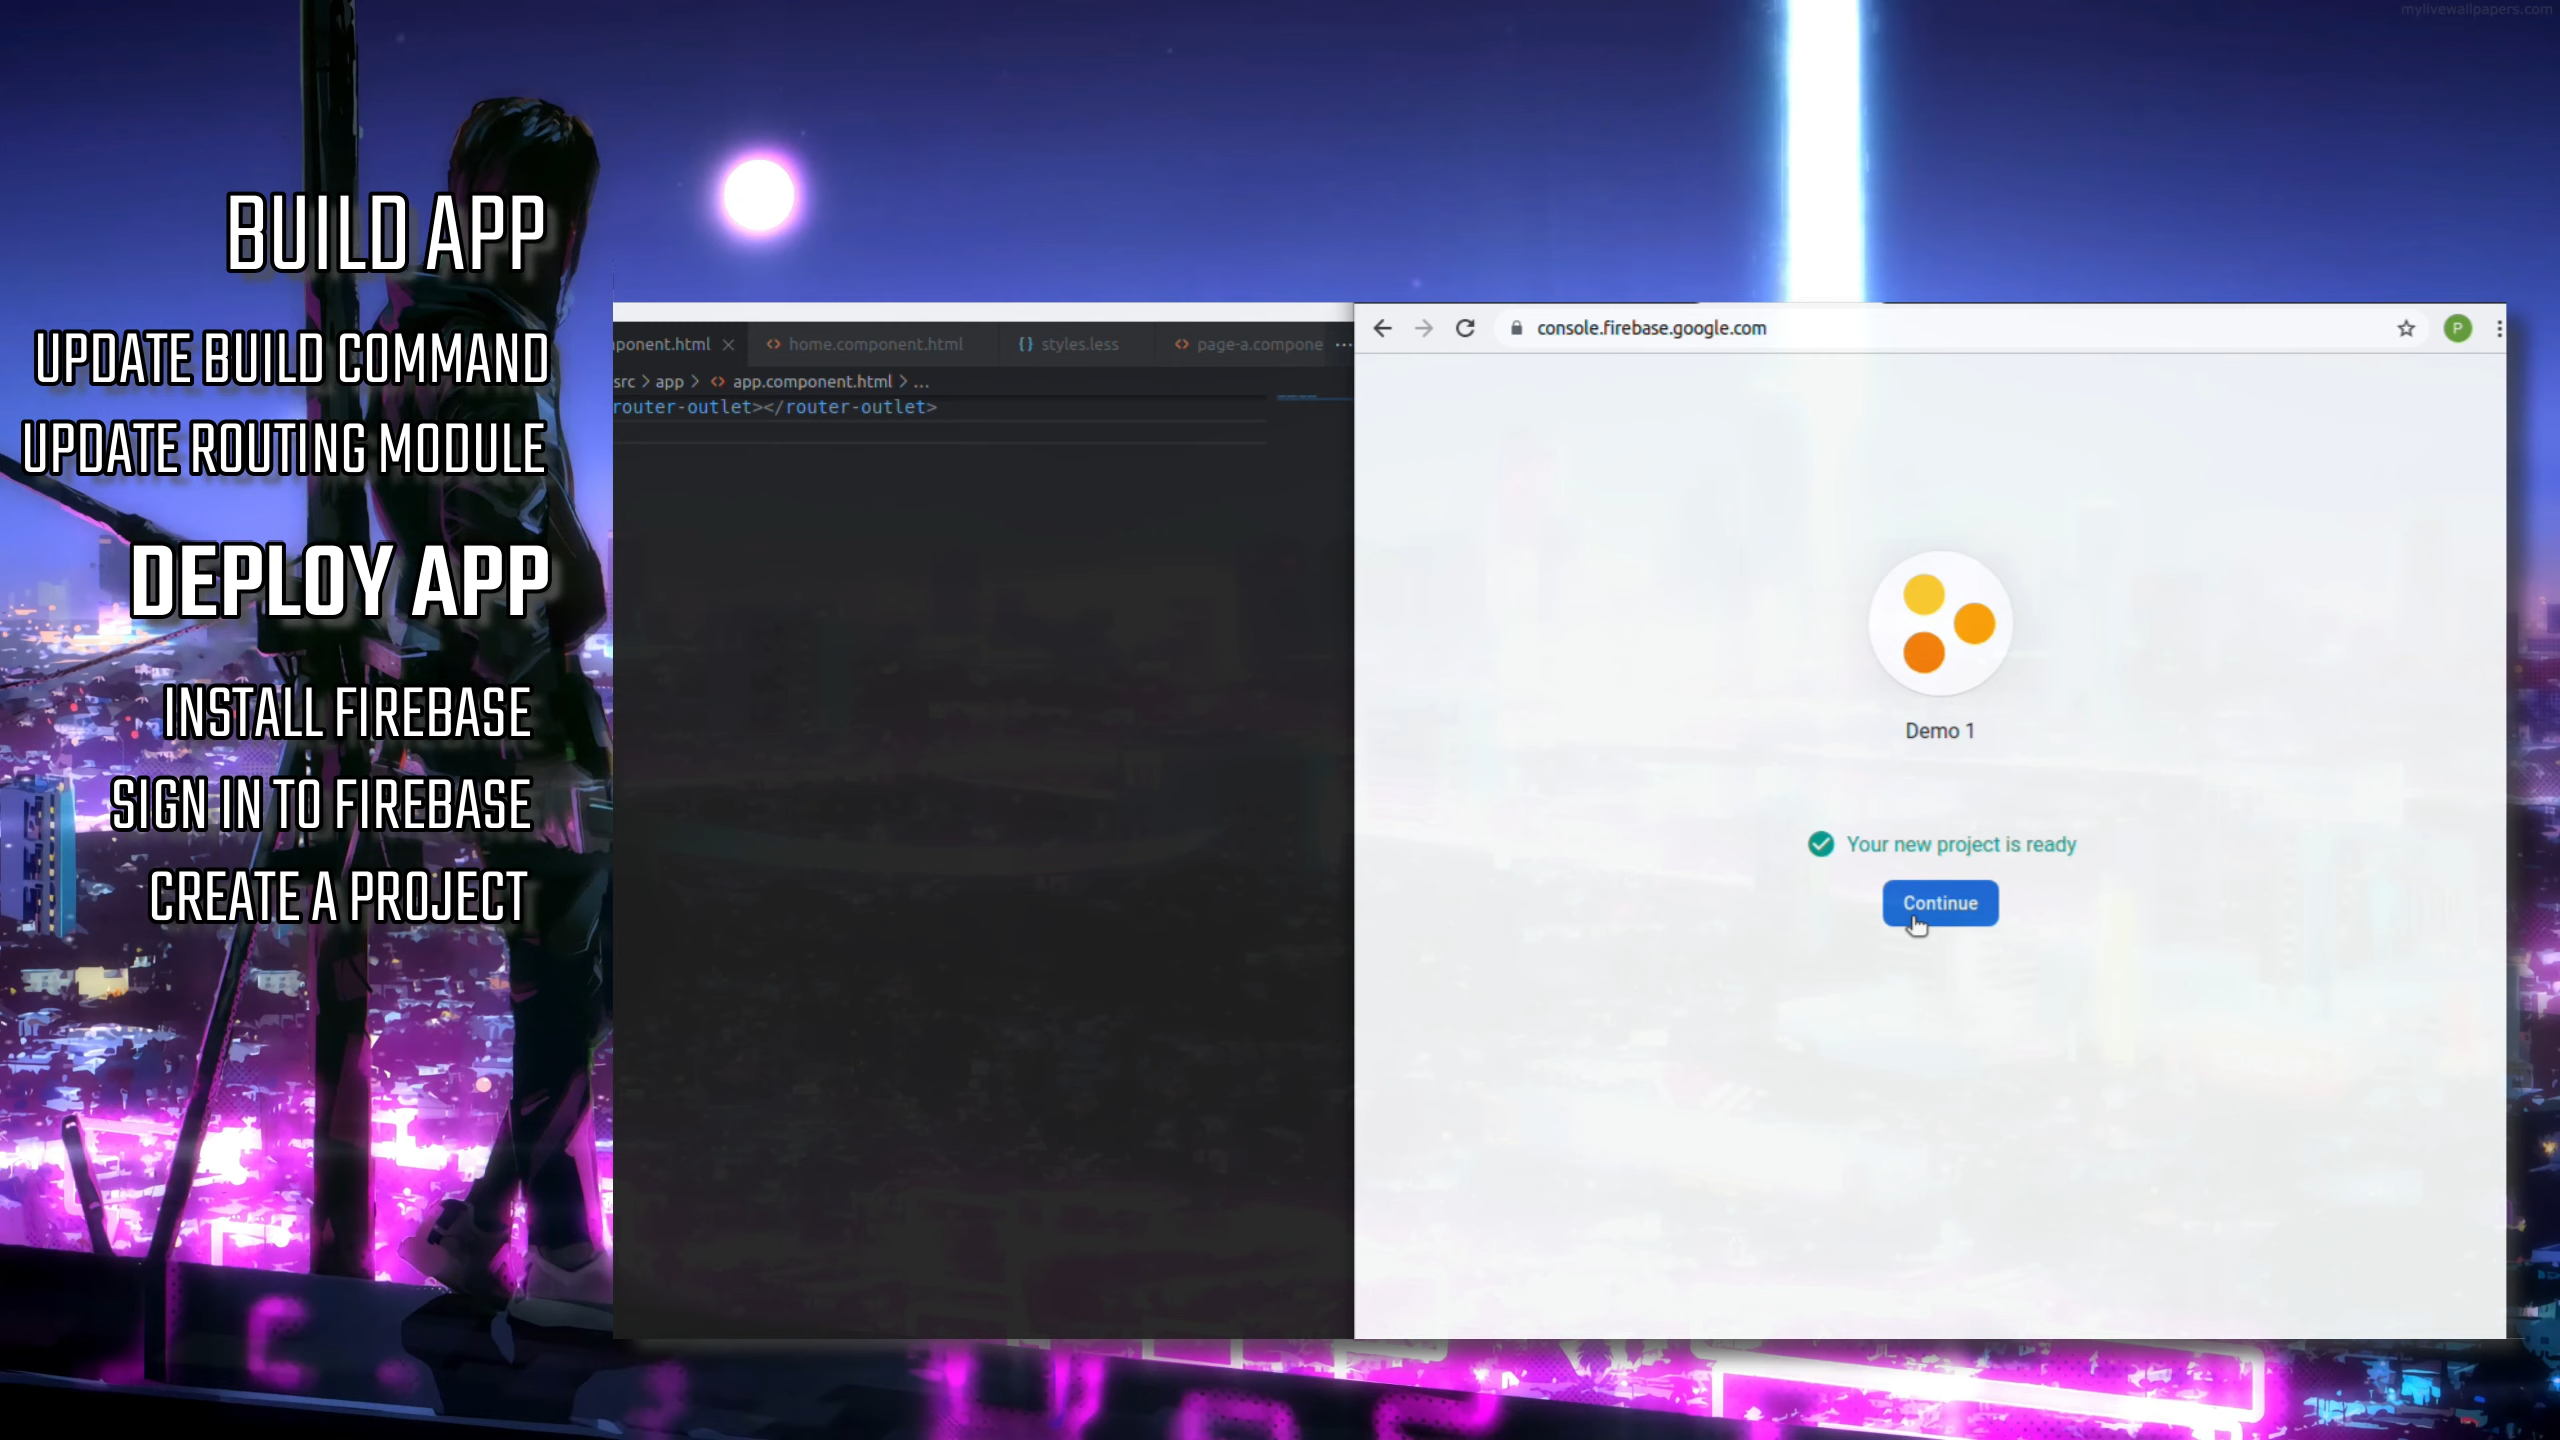 mylivewallpapers.com
BUILD APP
UPDATE BUILD COMMAND
UPDATE ROUTING MODULE
DEPLOY APP
INSTALL FIREBASE
SIGN IN TO FIREBASE
CREATE A PROJECT
ponent.html
home.component.html
{} styles.less
page-a.compone
...
src > app > <> app.component.html > ...
router-outlet></router-outlet>
console.firebase.google.com
P
Demo 1
Your new project is ready
Continue